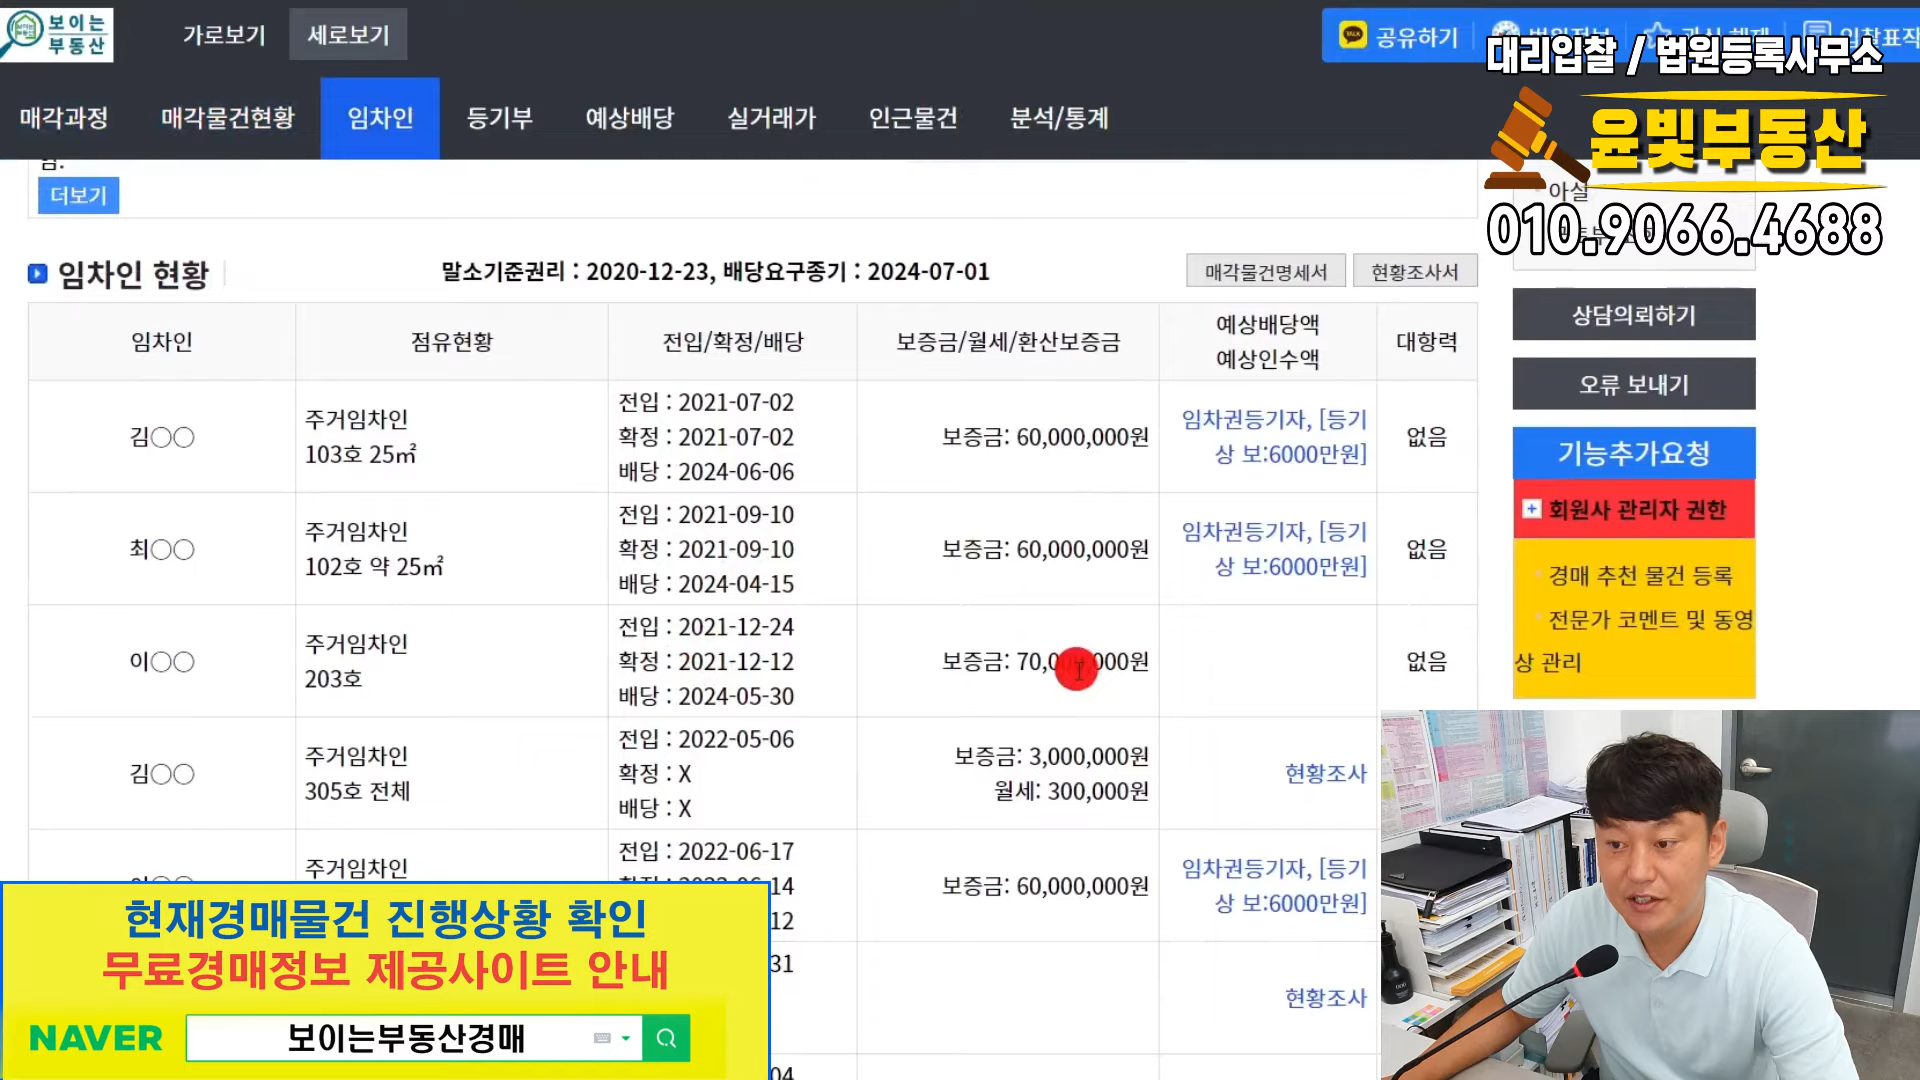 보이는
부동산
가로보기
세로보기
공유하기
대리입찰 / 법원등록사무소
매각과정
매각물건현황
임차인
등기부
예상배당
실거래가
인근물건
분석/통계
윤빛부동산
아설
010.9066.4688
더보기
임차인 현황
말소기준권리 : 2020-12-23, 배당요구종기 : 2024-07-01
매각물건명세서
현황조사서
임차인
점유현황
전입/확정/배당
보증금/월세/환산보증금
예상배당액
예상인수액
대항력
김○○
주거임차인
103호 25㎡
전입 : 2021-07-02
확정 : 2021-07-02
배당 : 2024-06-06
보증금: 60,000,000원
임차권등기자, [등기
상 보:6000만원]
없음
최○○
주거임차인
102호 약 25㎡
전입 : 2021-09-10
확정 : 2021-09-10
배당 : 2024-04-15
보증금: 60,000,000원
임차권등기자, [등기
상 보:6000만원]
없음
이○○
주거임차인
203호
전입 : 2021-12-24
확정 : 2021-12-12
배당 : 2024-05-30
보증금:
없음
김○○
주거임차인
305호 전체
전입 : 2022-05-06
확정 : X
배당 : X
보증금: 3,000,000원
월세: 300,000원
현황조사
주거임차인
전입 : 2022-06-17
14
12
보증금: 60,000,000원
임차권등기자, [등기
상 보:6000만원]
31
현황조사
04
상담의뢰하기
오류 보내기
기능추가요청
회원사 관리자 권한
경매 추천 물건 등록
전문가 코멘트 및 동영
상 관리
현재경매물건 진행상황 확인
무료경매정보 제공사이트 안내
NAVER
보이는부동산경매